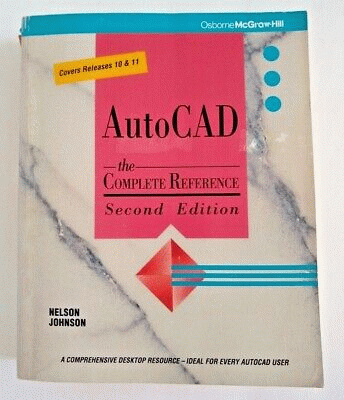 Osborne McGraw-Hill
Covers Releases 10 & 11
AutoCAD
the
COMPLETE REFERENCE
Second Edition
NELSON
JOHNSON
A COMPREHENSIVE DESKTOP RESOURCE – IDEAL FOR EVERY AUTOCAD USER